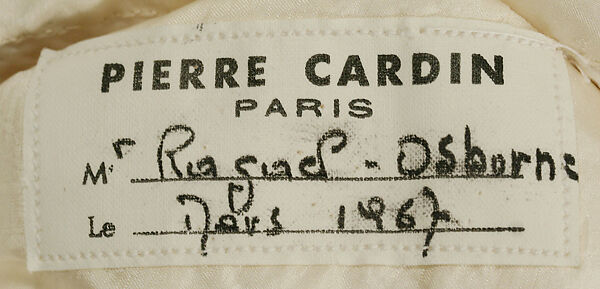 PIERRE CARDIN
PARIS
Mr - Osborne
Le Mars 1967